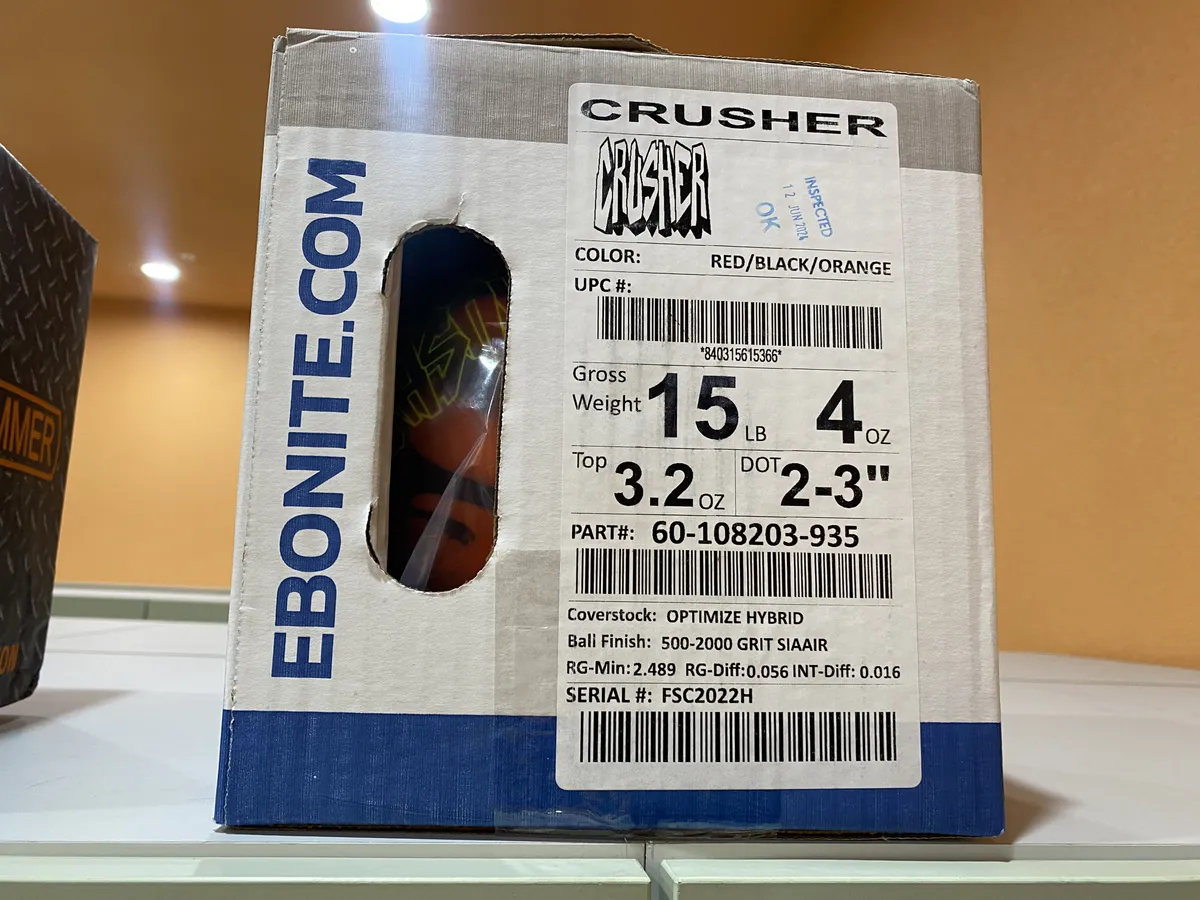 CRUSHER
CRUSHER
INSPECTED
12 JUN 2024
OK
COLOR: RED/BLACK/ORANGE
UPC #:
*840315615366*
Gross Weight 15 LB 4 OZ
Top 3.2 OZ DOT 2-3"
PART#: 60-108203-935
Coverstock: OPTIMIZE HYBRID
Ball Finish: 500-2000 GRIT SIAAIR
RG-Min: 2.489 RG-Diff: 0.056 INT-Diff: 0.016
SERIAL #: FSC2022H
EBONITE.COM
MMER